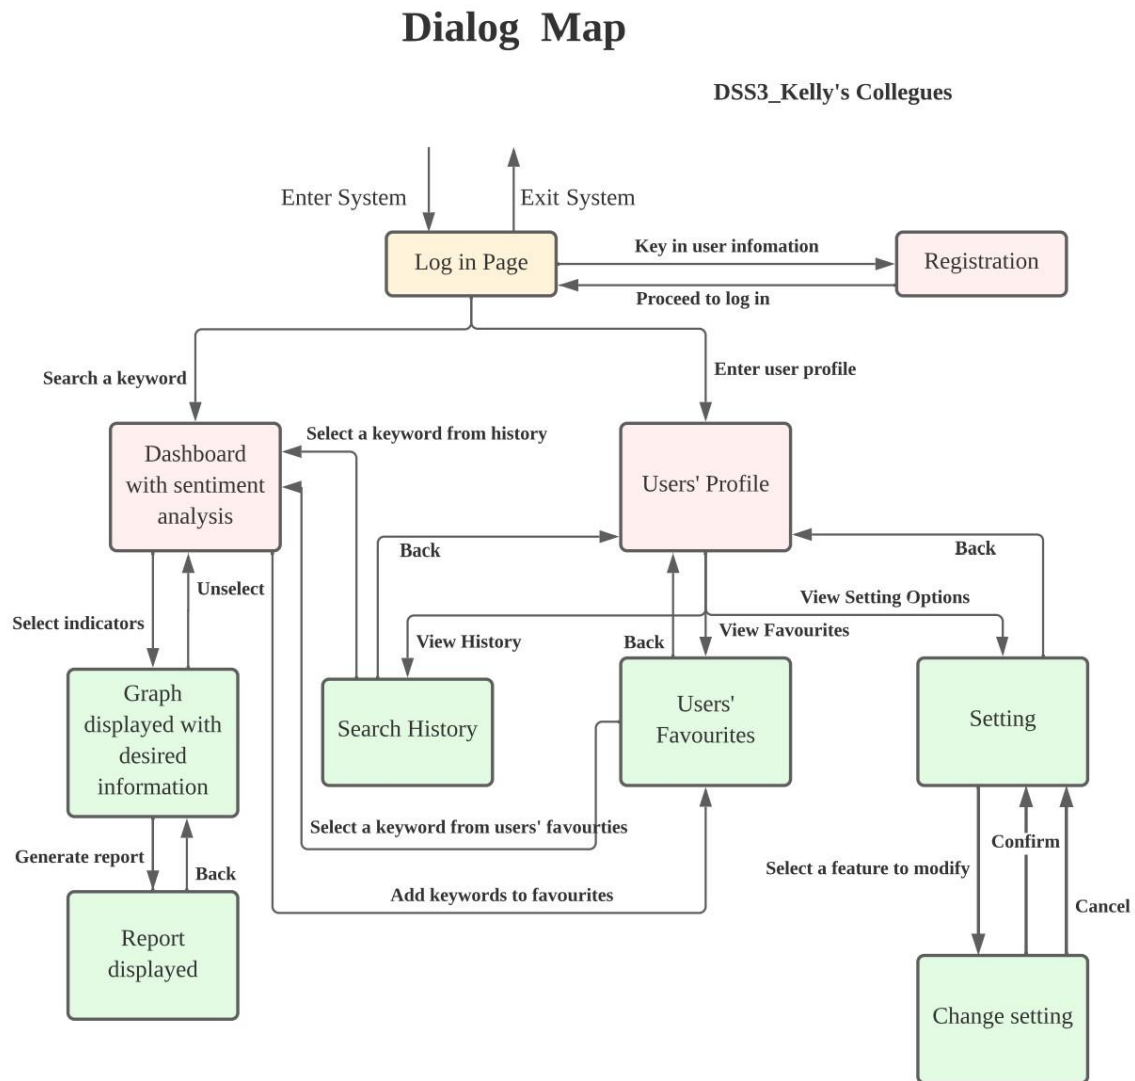 Dialog Map
DSS3_Kelly's Collegues
Enter System
Exit System
Log in Page
Key in user infomation
Registration
Proceed to log in
Search a keyword
Enter user profile
Select a keyword from history
Dashboard
with sentiment
analysis
Users' Profile
Back
Back
Unselect
View Setting Options
Select indicators
View History
Back
View Favourites
Graph
displayed with
desired
information
Search History
Users'
Favourites
Setting
Select a keyword from users' favourties
Generate report
Back
Confirm
Select a feature to modify
Add keywords to favourites
Cancel
Report
displayed
Change setting